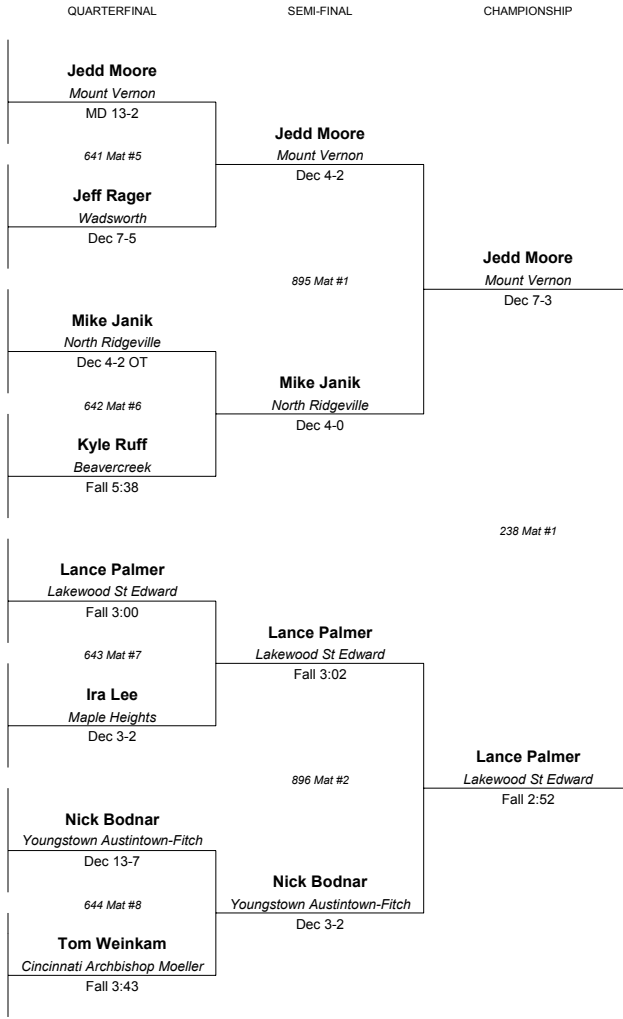 QUARTERFINAL SEMI-FINAL CHAMPIONSHIP
Jedd Moore
Mount Vernon
MD 13-2
641 Mat #5
Jeff Rager
Wadsworth
Dec 7-5
Jedd Moore
Mount Vernon
Dec 4-2
895 Mat #1
Jedd Moore
Mount Vernon
Dec 7-3
Mike Janik
North Ridgeville
Dec 4-2 OT
642 Mat #6
Kyle Ruff
Beavercreek
Fall 5:38
Mike Janik
North Ridgeville
Dec 4-0
238 Mat #1
Lance Palmer
Lakewood St Edward
Fall 3:00
643 Mat #7
Ira Lee
Maple Heights
Dec 3-2
Lance Palmer
Lakewood St Edward
Fall 3:02
896 Mat #2
Lance Palmer
Lakewood St Edward
Fall 2:52
Nick Bodnar
Youngstown Austintown-Fitch
Dec 13-7
644 Mat #8
Tom Weinkam
Cincinnati Archbishop Moeller
Fall 3:43
Nick Bodnar
Youngstown Austintown-Fitch
Dec 3-2